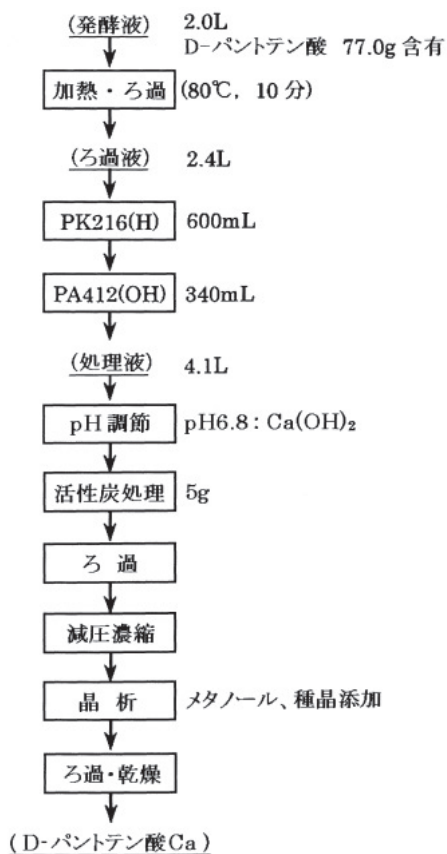 (発酵液) 2.0L
D-パントテン酸 77.0g 含有
加熱・ろ過 (80℃, 10分)
(ろ過液) 2.4L
PK216(H) 600mL
PA412(OH) 340mL
(処理液) 4.1L
pH調節 pH6.8 : Ca(OH)₂
活性炭処理 5g
ろ 過
減圧濃縮
晶 析 メタノール、種晶添加
ろ過・乾燥
(D-パントテン酸Ca)